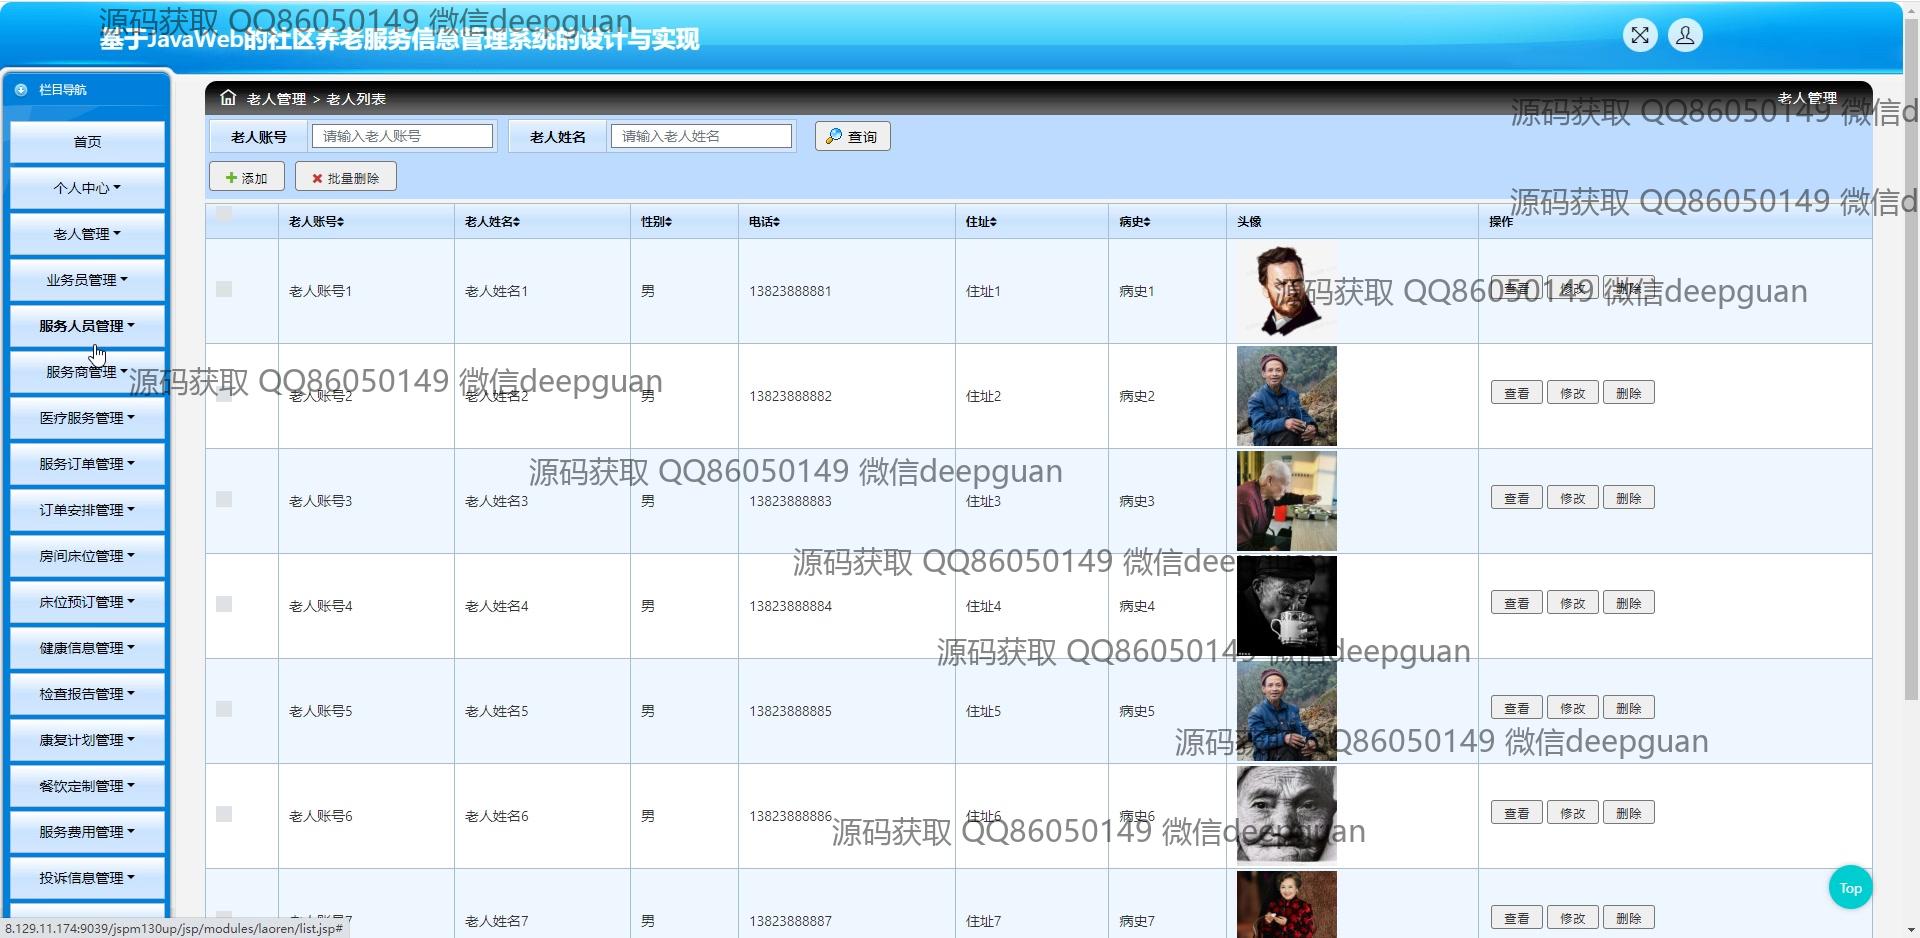 源码获取 QQ86050149 微信deepguan
基于JavaWeb的社区养老服务信息管理系统的设计与实现
栏目导航
首页
个人中心
老人管理
业务员管理
服务人员管理
服务商管理
医疗服务管理
服务订单管理
订单安排管理
房间床位管理
床位预订管理
健康信息管理
检查报告管理
康复计划管理
餐饮定制管理
服务费用管理
投诉信息管理
老人管理 > 老人列表
老人管理
源码获取 QQ86050149 微信d
老人账号 请输入老人账号 老人姓名 请输入老人姓名 查询
添加 批量删除
源码获取 QQ86050149 微信d
老人账号 老人姓名 性别 电话 住址 病史 头像 操作
老人账号1 老人姓名1 男 13823888881 住址1 病史1 查看 修改 删除
源码获取 QQ86050149 微信deepguan
源码获取 QQ86050149 微信deepguan
老人账号2 老人姓名2 男 13823888882 住址2 病史2 查看 修改 删除
源码获取 QQ86050149 微信deepguan
老人账号3 老人姓名3 男 13823888883 住址3 病史3 查看 修改 删除
源码获取 QQ86050149 微信dee
老人账号4 老人姓名4 男 13823888884 住址4 病史4 查看 修改 删除
源码获取 QQ86050149 微信deepguan
老人账号5 老人姓名5 男 13823888885 住址5 病史5 查看 修改 删除
源码获取 QQ86050149 微信deepguan
老人账号6 老人姓名6 男 13823888886 住址6 病史6 查看 修改 删除
源码获取 QQ86050149 微信deepguan
老人账号7 老人姓名7 男 13823888887 住址7 病史7 查看 修改 删除
Top
8.129.11.174:9039/jspm130up/jsp/modules/laoren/list.jsp#